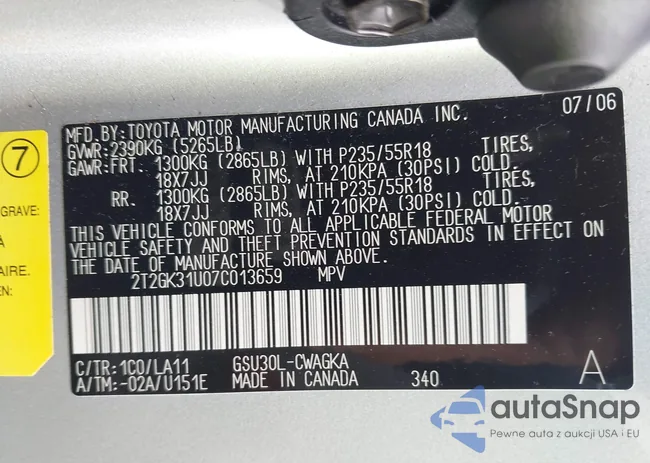 MFD.BY:TOYOTA MOTOR MANUFACTURING CANADA INC. 07/06
GVWR:2390KG (5265LB)
GAWR:FRT. 1300KG (2865LB) WITH P235/55R18 TIRES,
18X7JJ RIMS, AT 210KPA (30PSI) COLD.
RR. 1300KG (2865LB) WITH P235/55R18 TIRES,
18X7JJ RIMS, AT 210KPA (30PSI) COLD.
THIS VEHICLE CONFORMS TO ALL APPLICABLE FEDERAL MOTOR
VEHICLE SAFETY AND THEFT PREVENTION STANDARDS IN EFFECT ON
THE DATE OF MANUFACTURE SHOWN ABOVE.
2T2GK31U07C013659 MPV
C/TR:1C0/LA11 GSU30L-CWAGKA
A/TM:-02A/U151E MADE IN CANADA 340 A
7
GRAVE:
A
AIRE.
autaSnap
Pewne auta z aukcji USA i EU